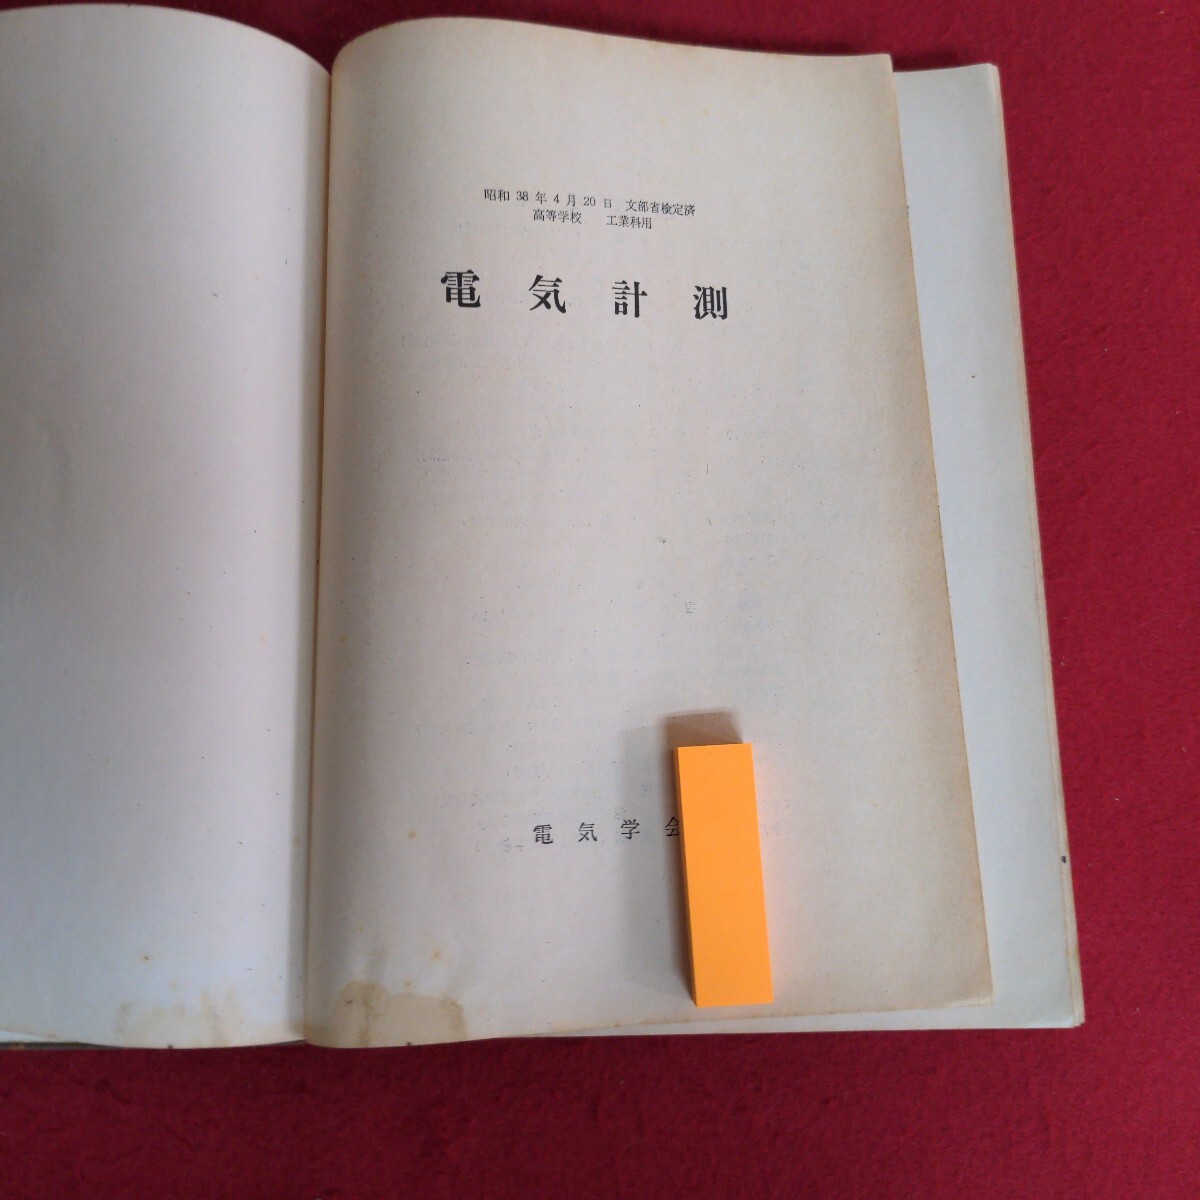 昭和 38 年 4 月 20 日 文部省検定済
高等学校 工業科用
電気計測
電気学会